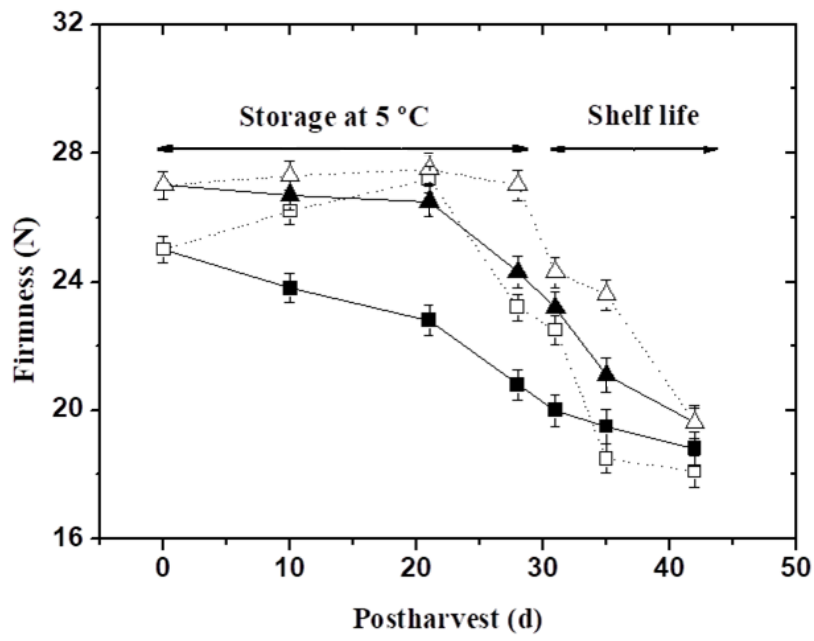 32
Storage at 5 °C
Shelf life
28
24
20
16
Firmness (N)
0 10 20 30 40 50
Postharvest (d)